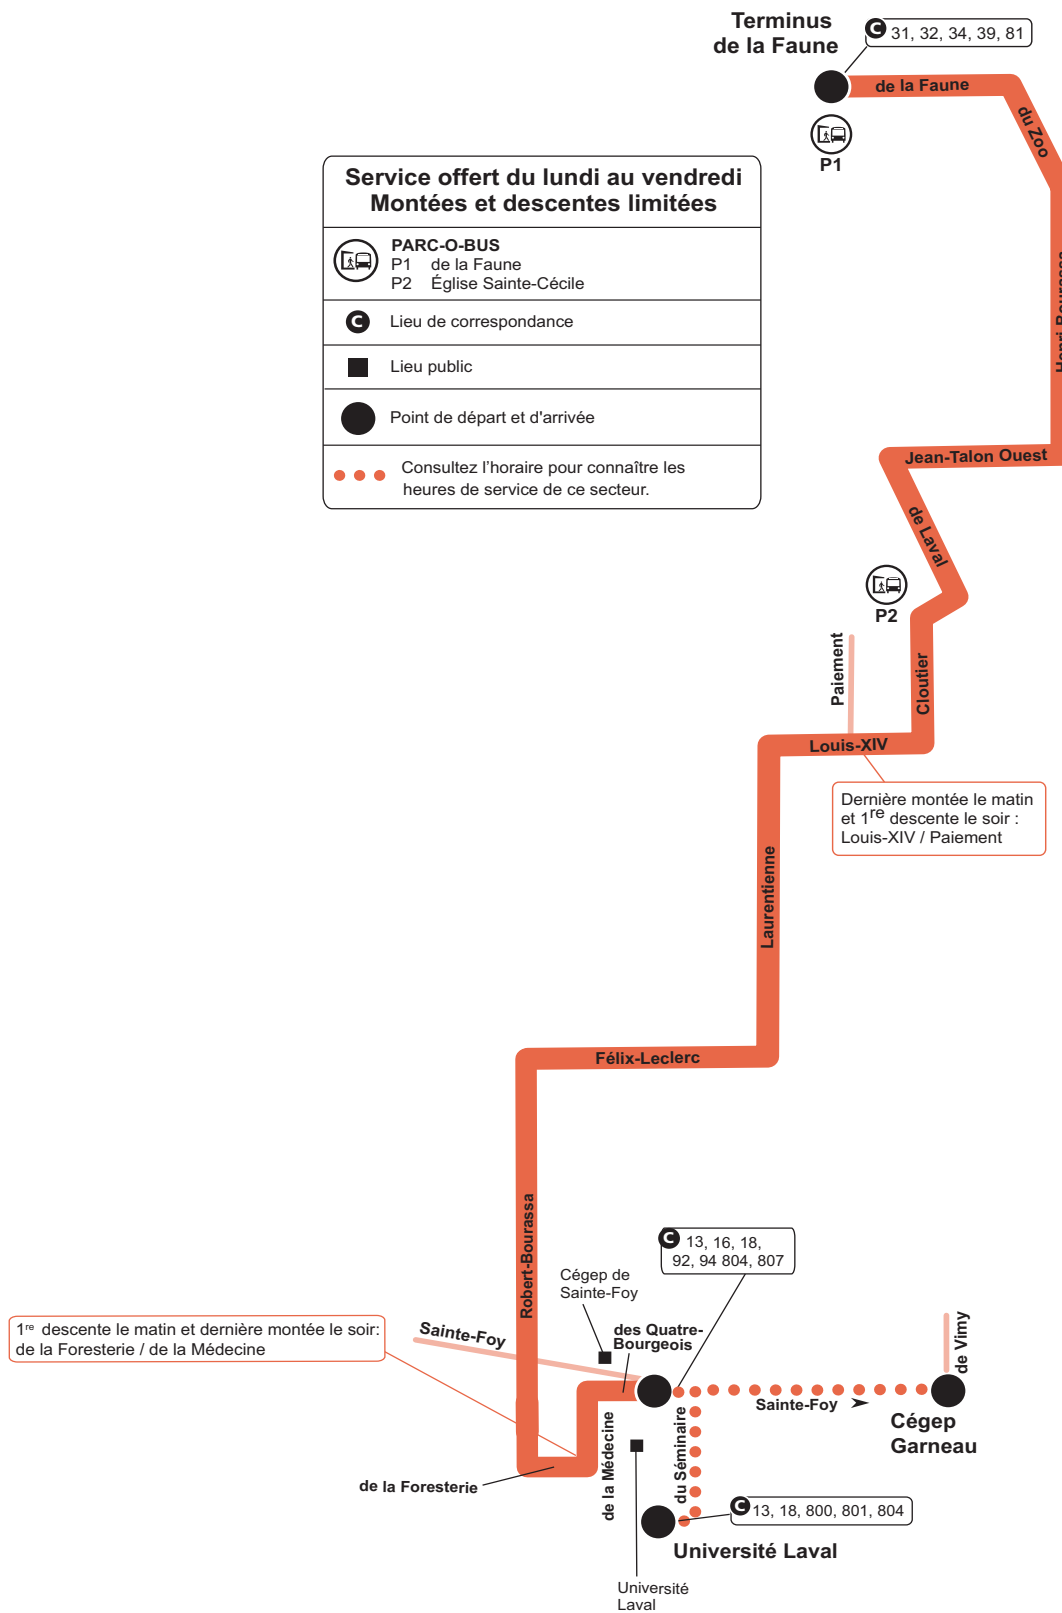 Terminus
de la Faune
C 31, 32, 34, 39, 81
de la Faune
du Zoo
P1
Henri-Bourassa
Service offert du lundi au vendredi
Montées et descentes limitées
PARC-O-BUS
P1 de la Faune
P2 Église Sainte-Cécile
C Lieu de correspondance
Lieu public
Point de départ et d'arrivée
Consultez l’horaire pour connaître les
heures de service de ce secteur.
Jean-Talon Ouest
de Laval
P2
Paiement
Cloutier
Louis-XIV
Dernière montée le matin
et 1re descente le soir :
Louis-XIV / Paiement
Laurentienne
Félix-Leclerc
Robert-Bourassa
C 13, 16, 18,
92, 94 804, 807
Cégep de
Sainte-Foy
des Quatre-
Bourgeois
Sainte-Foy
1re descente le matin et dernière montée le soir:
de la Foresterie / de la Médecine
de Vimy
Sainte-Foy
Cégep
Garneau
de la Médecine
du Séminaire
de la Foresterie
C 13, 18, 800, 801, 804
Université Laval
Université
Laval